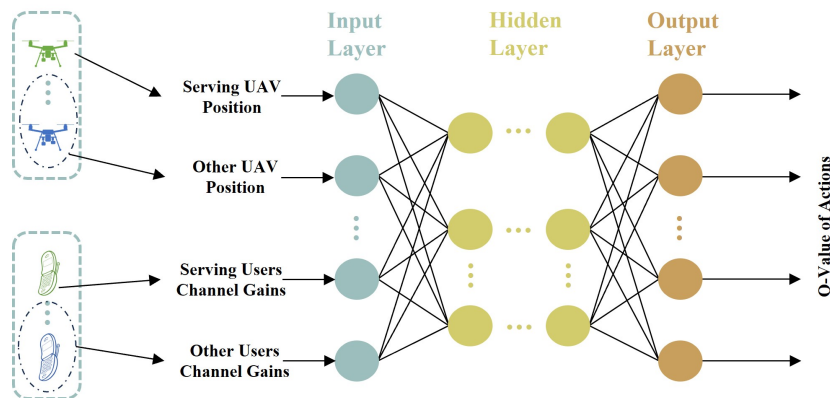 Input
Layer
Hidden
Layer
Output
Layer
Serving UAV
Position
Other UAV
Position
Serving Users
Channel Gains
Other Users
Channel Gains
Q-Value of Actions